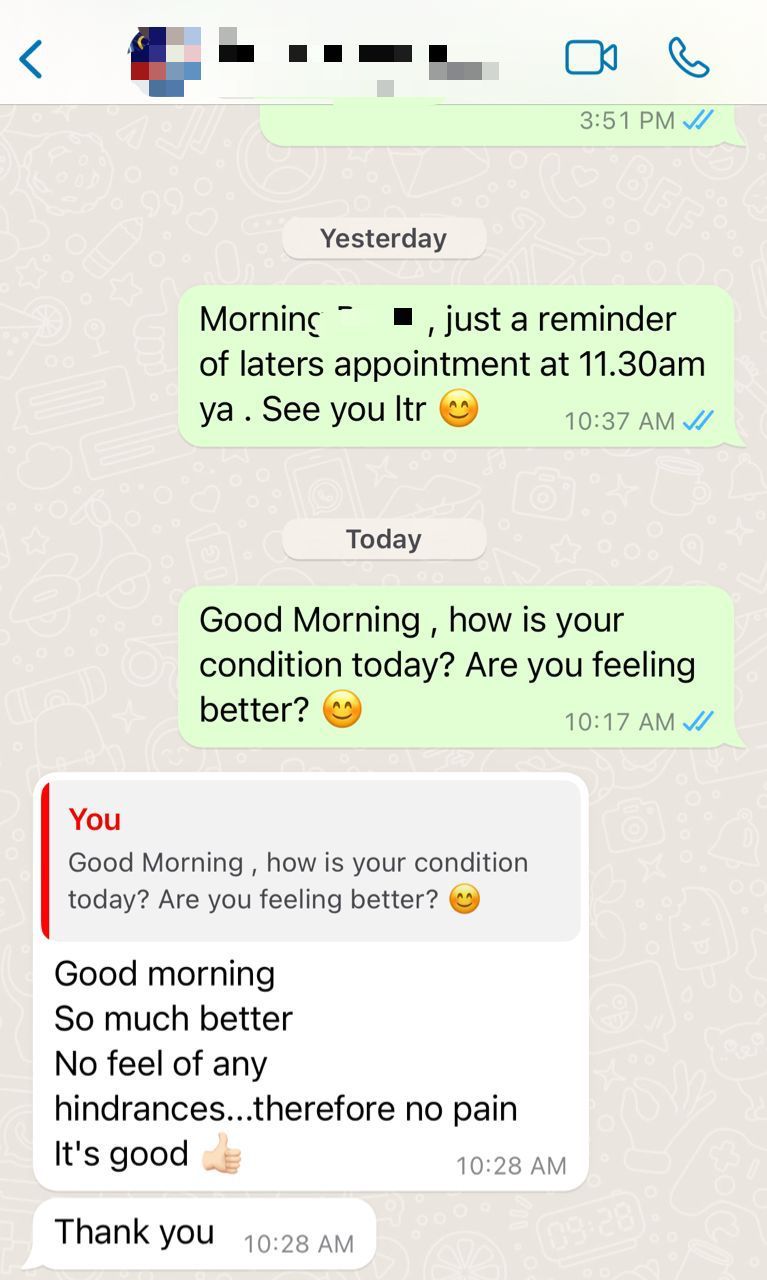 3:51 PM
Yesterday
Morning , just a reminder
of laters appointment at 11.30am
ya . See you ltr 😊
10:37 AM
Today
Good Morning , how is your
condition today? Are you feeling
better? 😊
10:17 AM
You
Good Morning , how is your condition
today? Are you feeling better? 😊
Good morning
So much better
No feel of any
hindrances...therefore no pain
It's good 👍🏻
10:28 AM
Thank you
10:28 AM